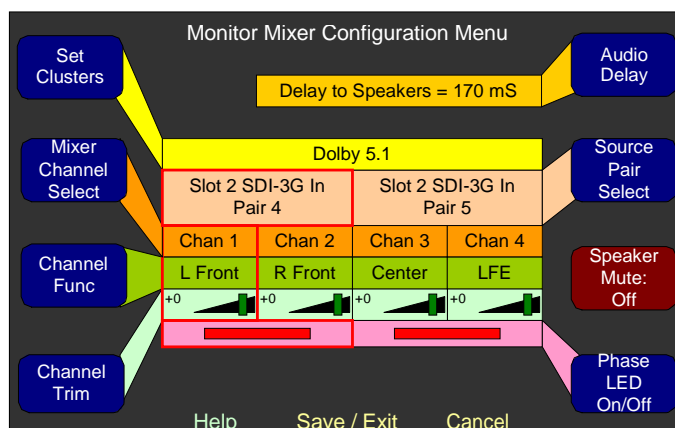 Monitor Mixer Configuration Menu
Set
Clusters
Audio
Delay
Delay to Speakers = 170 mS
Mixer
Channel
Select
Dolby 5.1
Source
Pair
Select
Slot 2 SDI-3G In
Pair 4
Slot 2 SDI-3G In
Pair 5
Chan 1
Chan 2
Chan 3
Chan 4
Channel
Func
L Front
R Front
Center
LFE
Speaker
Mute:
Off
+0
+0
+0
+0
Channel
Trim
Phase
LED
On/Off
Help
Save / Exit
Cancel